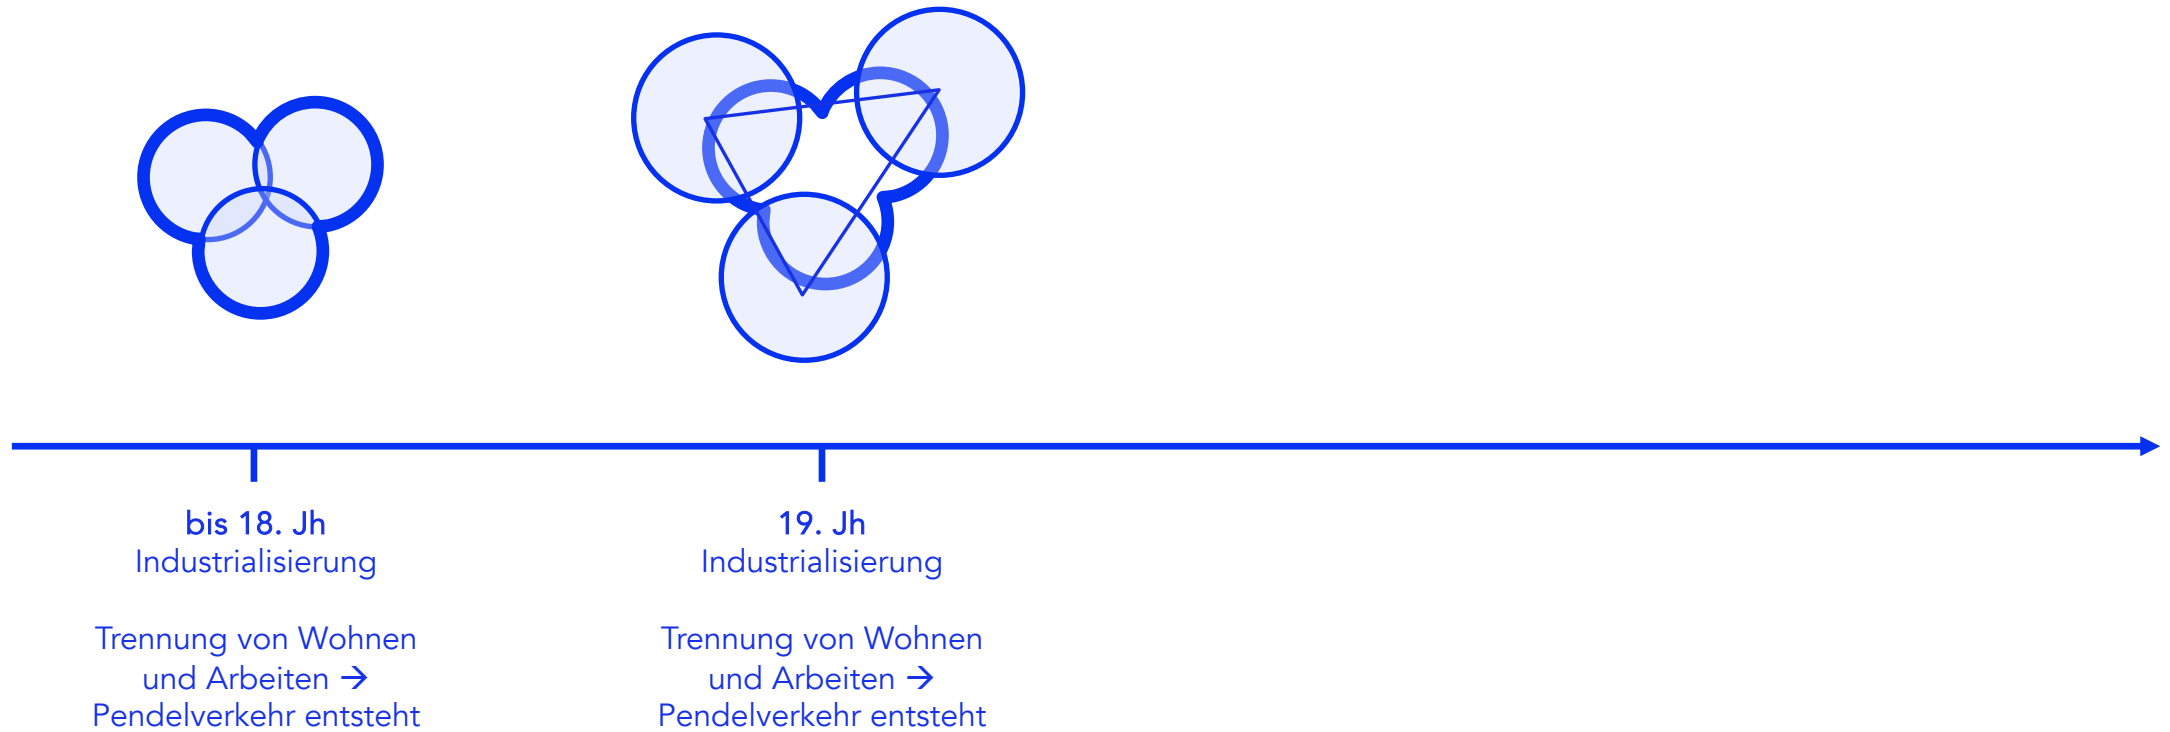 bis 18. Jh
Industrialisierung
Trennung von Wohnen
und Arbeiten →
Pendelverkehr entsteht
19. Jh
Industrialisierung
Trennung von Wohnen
und Arbeiten →
Pendelverkehr entsteht